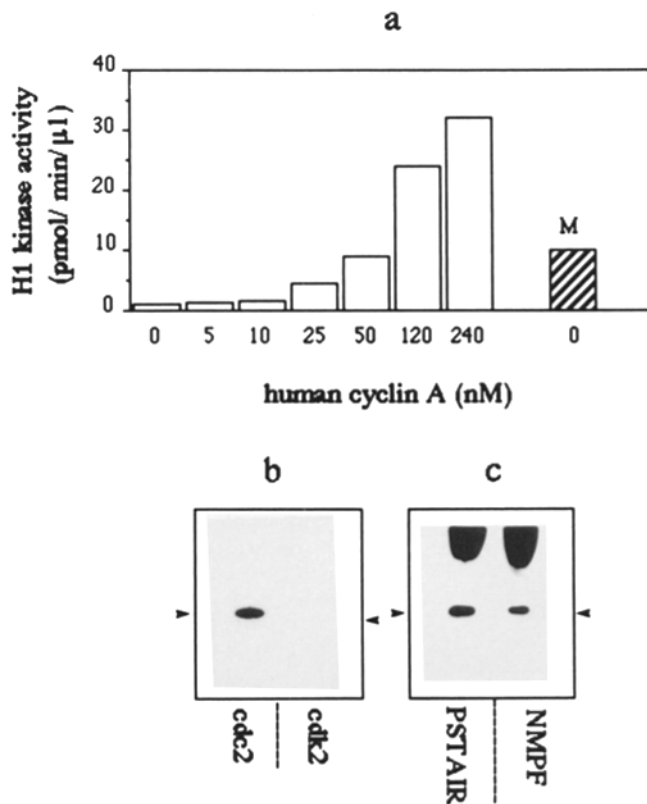 a
H1 kinase activity
(pmol/ min/ μl)
40
30
20
10
0
M
0 5 10 25 50 120 240 0
human cyclin A (nM)
b c
cdc2 cdk2 PSTAIR NMPF